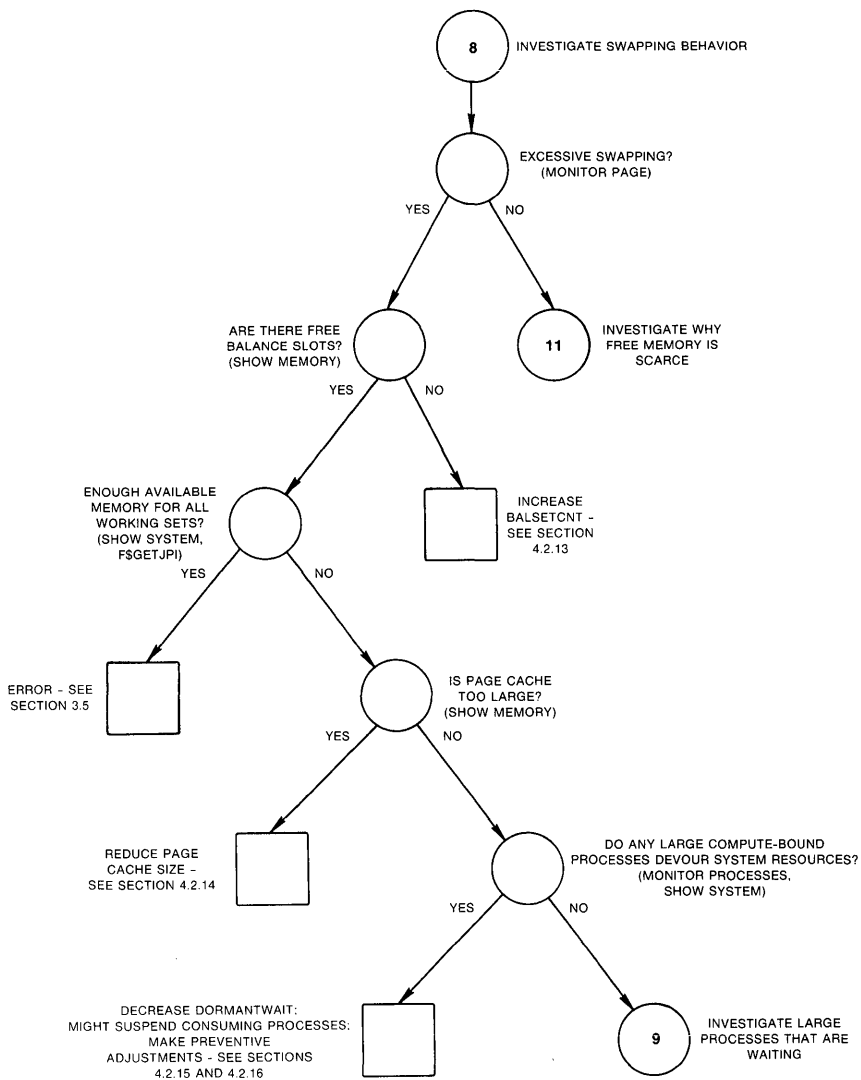 8
INVESTIGATE SWAPPING BEHAVIOR
EXCESSIVE SWAPPING?
(MONITOR PAGE)
YES
NO
ARE THERE FREE
BALANCE SLOTS?
(SHOW MEMORY)
11
INVESTIGATE WHY
FREE MEMORY IS
SCARCE
YES
NO
ENOUGH AVAILABLE
MEMORY FOR ALL
WORKING SETS?
(SHOW SYSTEM,
F$GETJPI)
INCREASE
BALSETCNT -
SEE SECTION
4.2.13
YES
NO
ERROR - SEE
SECTION 3.5
IS PAGE CACHE
TOO LARGE?
(SHOW MEMORY)
YES
NO
REDUCE PAGE
CACHE SIZE -
SEE SECTION 4.2.14
DO ANY LARGE COMPUTE-BOUND
PROCESSES DEVOUR SYSTEM RESOURCES?
(MONITOR PROCESSES,
SHOW SYSTEM)
YES
NO
DECREASE DORMANTWAIT;
MIGHT SUSPEND CONSUMING PROCESSES;
MAKE PREVENTIVE
ADJUSTMENTS - SEE SECTIONS
4.2.15 AND 4.2.16
9
INVESTIGATE LARGE
PROCESSES THAT ARE
WAITING